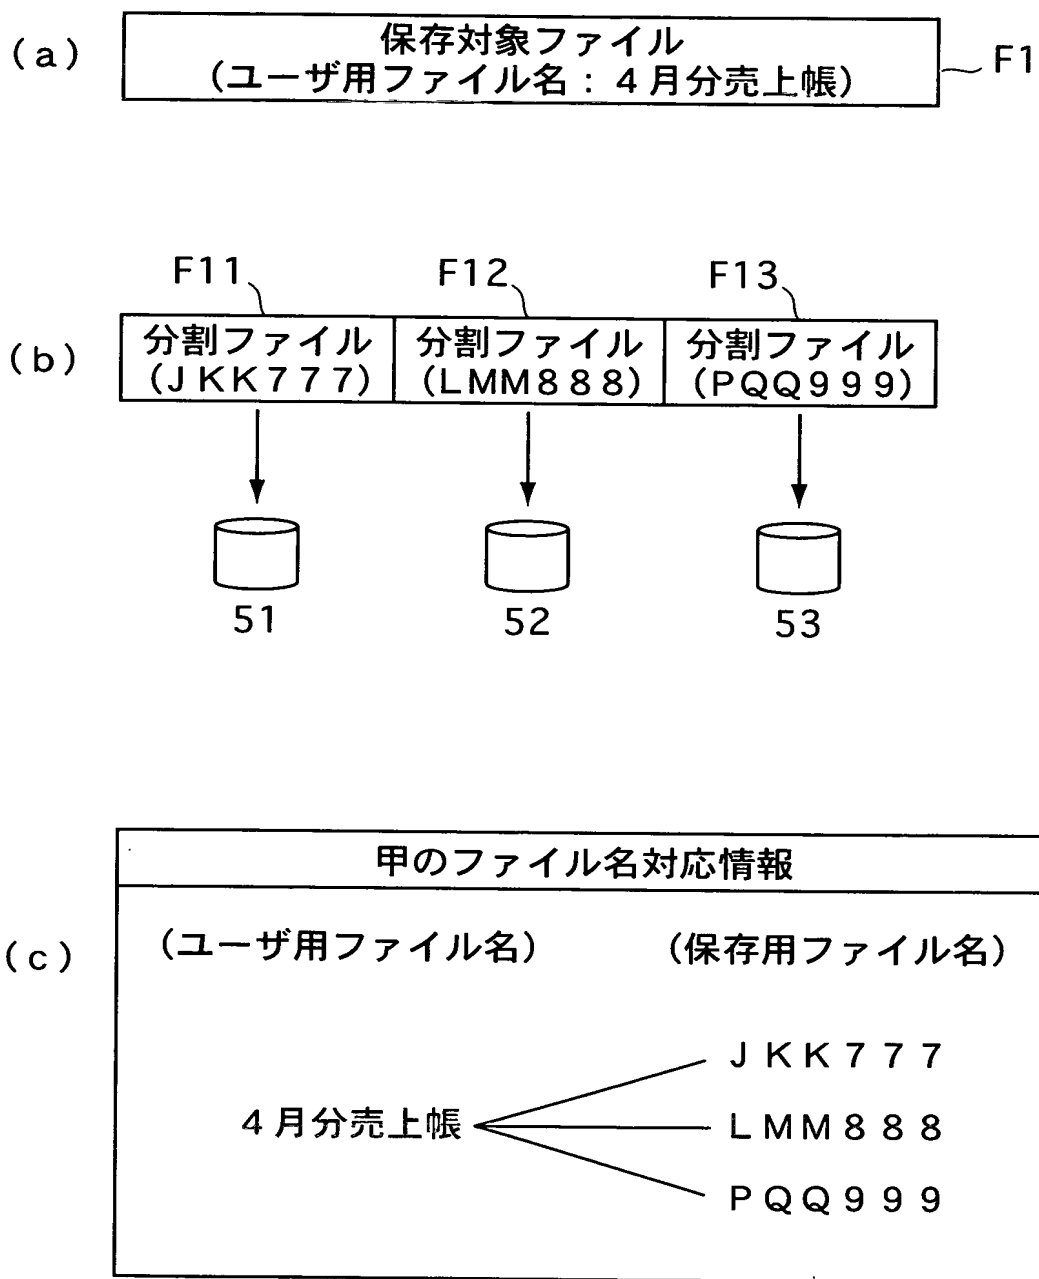 (a)
保存対象ファイル
(ユーザ用ファイル名：４月分売上帳)
F1
F11
F12
F13
(b)
分割ファイル
(ＪＫＫ７７７)
分割ファイル
(ＬＭＭ８８８)
分割ファイル
(ＰＱＱ９９９)
51
52
53
甲のファイル名対応情報
(c)
(ユーザ用ファイル名)
(保存用ファイル名)
４月分売上帳
ＪＫＫ７７７
ＬＭＭ８８８
ＰＱＱ９９９